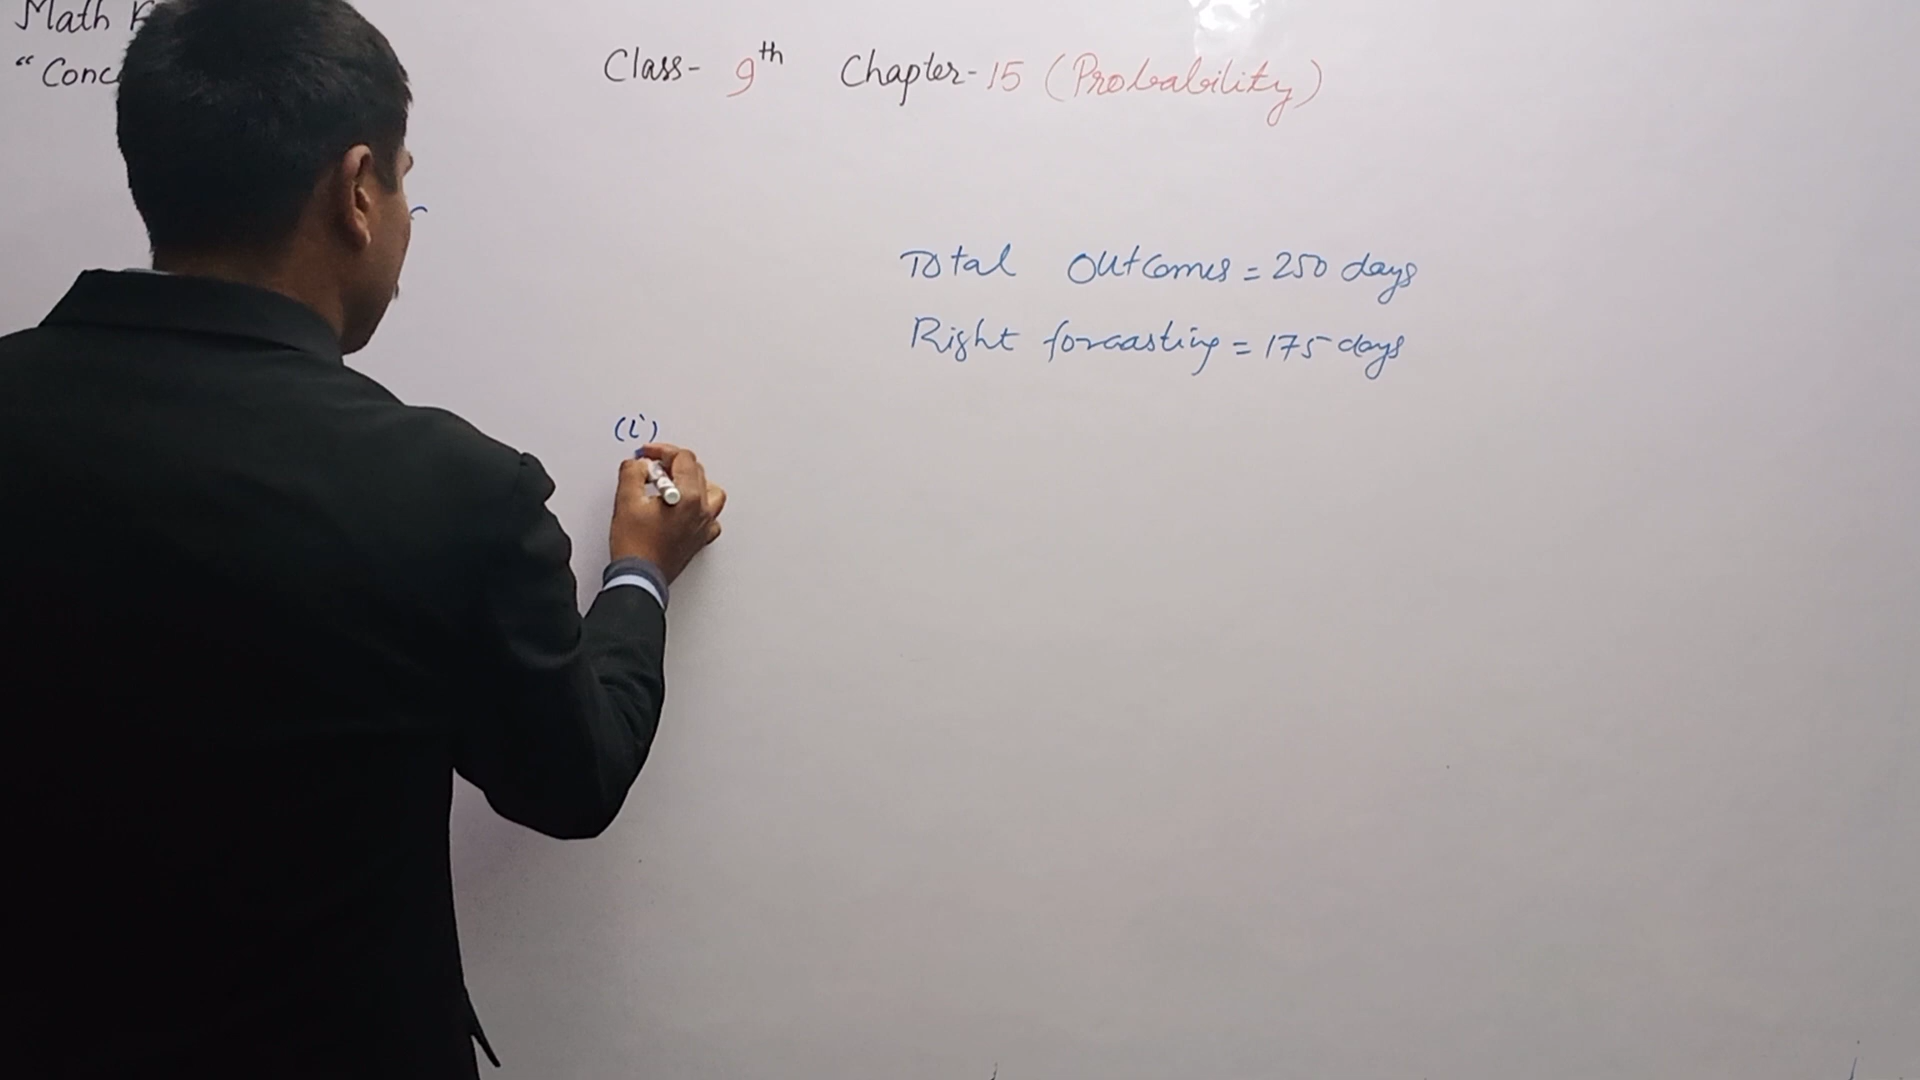 Math
"Conc
Class- 9th Chapter-15 (Probability)
Total Outcomes = 250 days
Right forcasting = 175 days
(i)